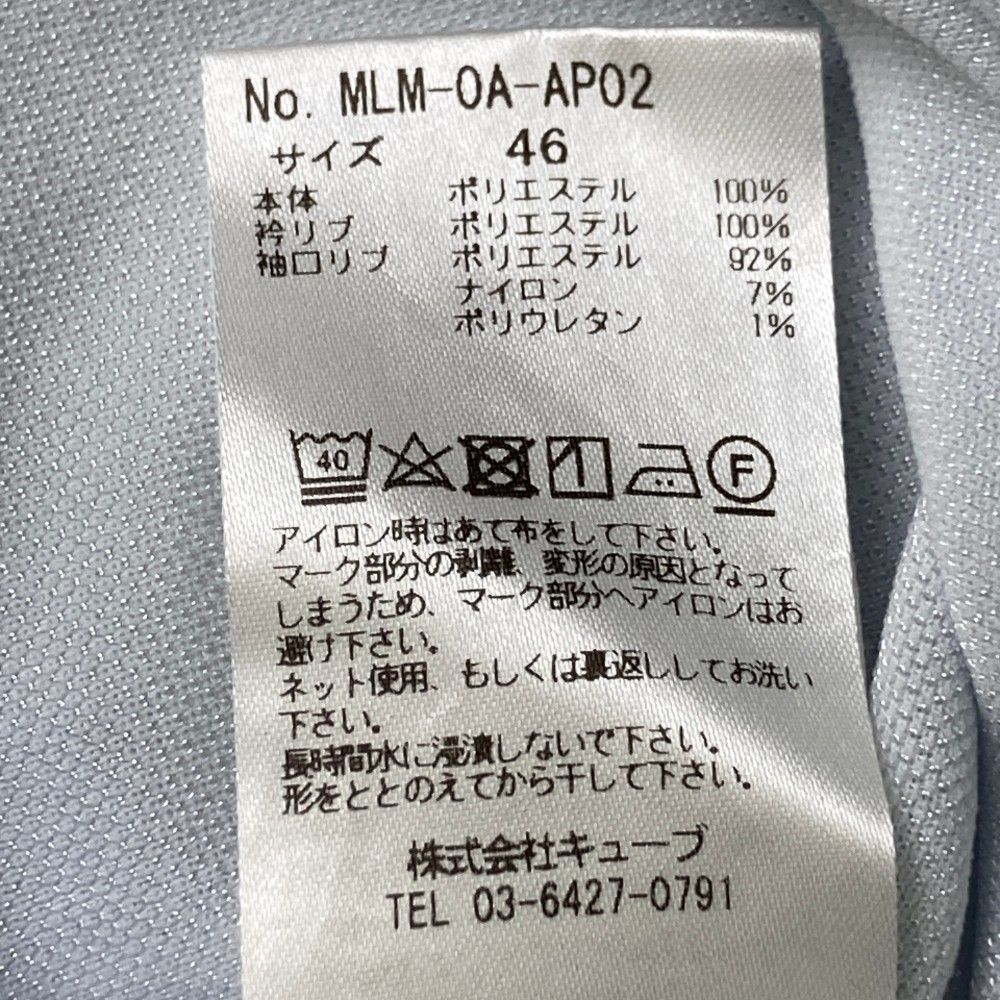 No. MLM-OA-AP02
サイズ 46
本体 ポリエステル 100%
衿リブ ポリエステル 100%
袖口リブ ポリエステル 92%
ナイロン 7%
ポリウレタン 1%
40 F
アイロン時はあて布をして下さい。
マーク部分の剥離、変形の原因となって
しまうため、マーク部分へアイロンはお
避け下さい。
ネット使用、もしくは裏返ししてお洗い
下さい。
長時間水に浸漬しないで下さい。
形をととのえてから干して下さい。
株式会社キューブ
TEL 03-6427-0791